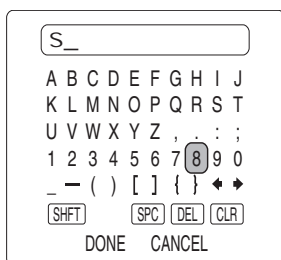 S_
A B C D E F G H I J
K L M N O P Q R S T
U V W X Y Z , . : ;
1 2 3 4 5 6 7 8 9 0
_ – ( ) [ ] { } ← →
SHFT SPC DEL CLR
DONE CANCEL